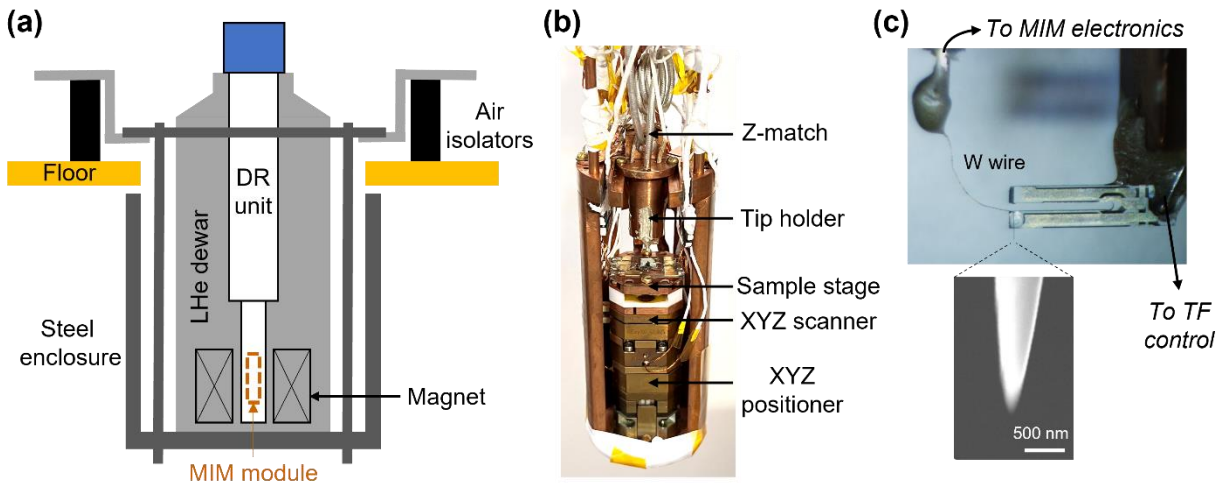 (a)
Air
isolators
Floor
DR
unit
LHe dewar
Steel
enclosure
Magnet
MIM module
(b)
Z-match
Tip holder
Sample stage
XYZ scanner
XYZ
positioner
(c)
To MIM electronics
W wire
To TF
control
500 nm